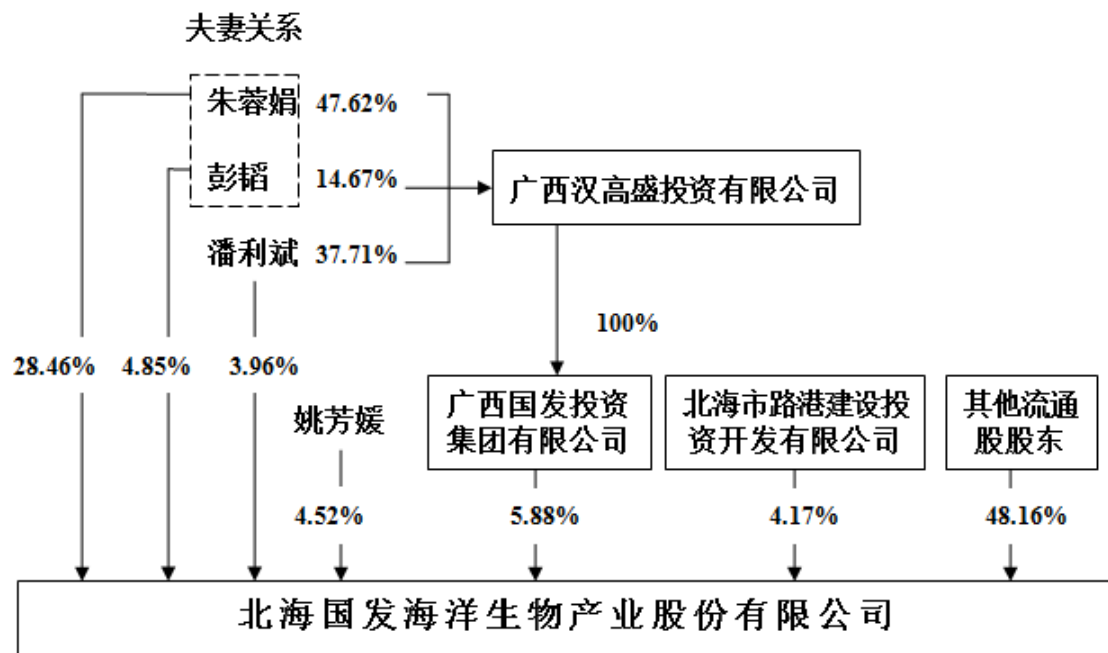 夫妻关系
朱蓉娟 47.62%
彭韬 14.67%
广西汉高盛投资有限公司
潘利斌 37.71%
100%
28.46% 4.85% 3.96%
姚芳媛
广西国发投资
集团有限公司
北海市路港建设投
资开发有限公司
其他流通
股股东
4.52% 5.88% 4.17% 48.16%
北海国发海洋生物产业股份有限公司